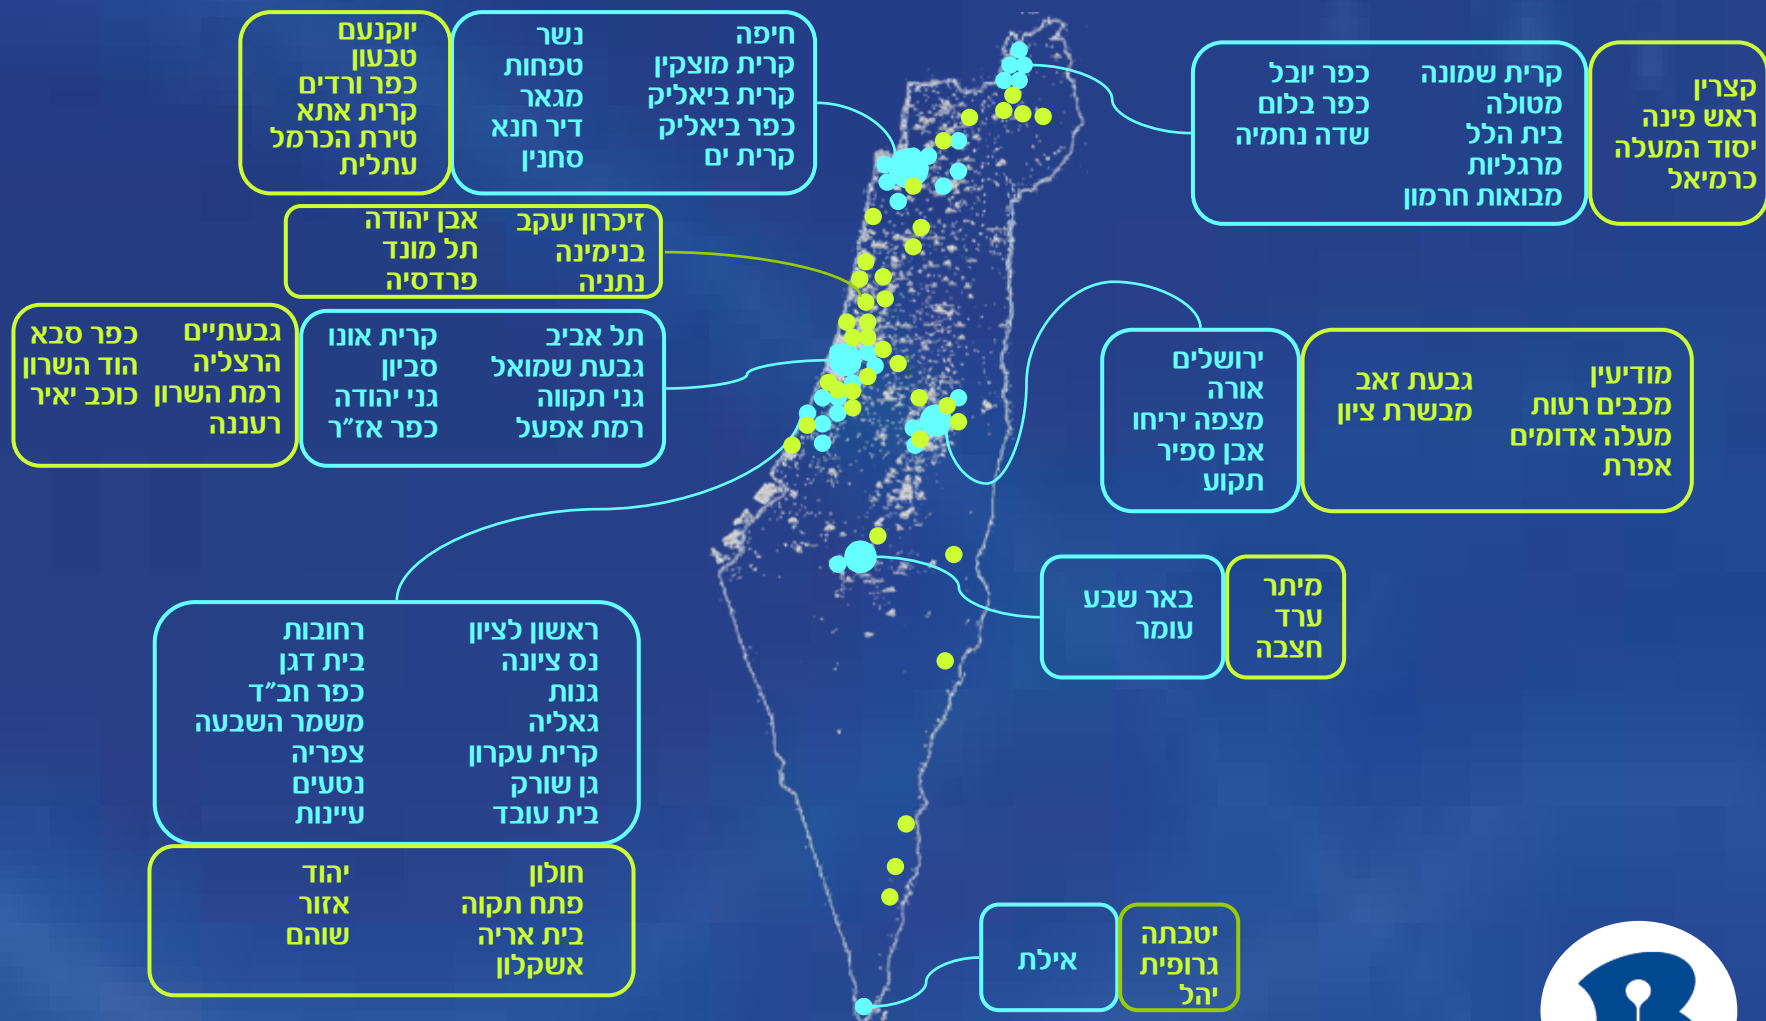 קצרין
ראש פינה
יסוד המעלה
כרמיאל
קרית שמונה
מטולה
בית הלל
מרגליות
מבואות חרמון
כפר יובל
כפר בלום
שדה נחמיה
חיפה
קרית מוצקין
קרית ביאליק
כפר ביאליק
קרית ים
נשר
טפחות
מגאר
דיר חנא
סחנין
יוקנעם
טבעון
כפר ורדים
קרית אתא
טירת הכרמל
עתלית
זיכרון יעקב
בנימינה
נתניה
אבן יהודה
תל מונד
פרדסיה
תל אביב
גבעת שמואל
גני תקווה
רמת אפעל
קרית אונו
סביון
גני יהודה
כפר אז״ר
גבעתיים
הרצליה
רמת השרון
רעננה
כפר סבא
הוד השרון
כוכב יאיר
מודיעין
מכבים רעות
מעלה אדומים
אפרת
גבעת זאב
מבשרת ציון
ירושלים
אורה
מצפה יריחו
אבן ספיר
תקוע
מיתר
ערד
חצבה
באר שבע
עומר
ראשון לציון
נס ציונה
גנות
גאליה
קרית עקרון
גן שורק
בית עובד
רחובות
בית דגן
כפר חב״ד
משמר השבעה
צפריה
נטעים
עיינות
חולון
פתח תקוה
בית אריה
אשקלון
יהוד
אזור
שוהם
יטבתה
גרופית
יהל
אילת